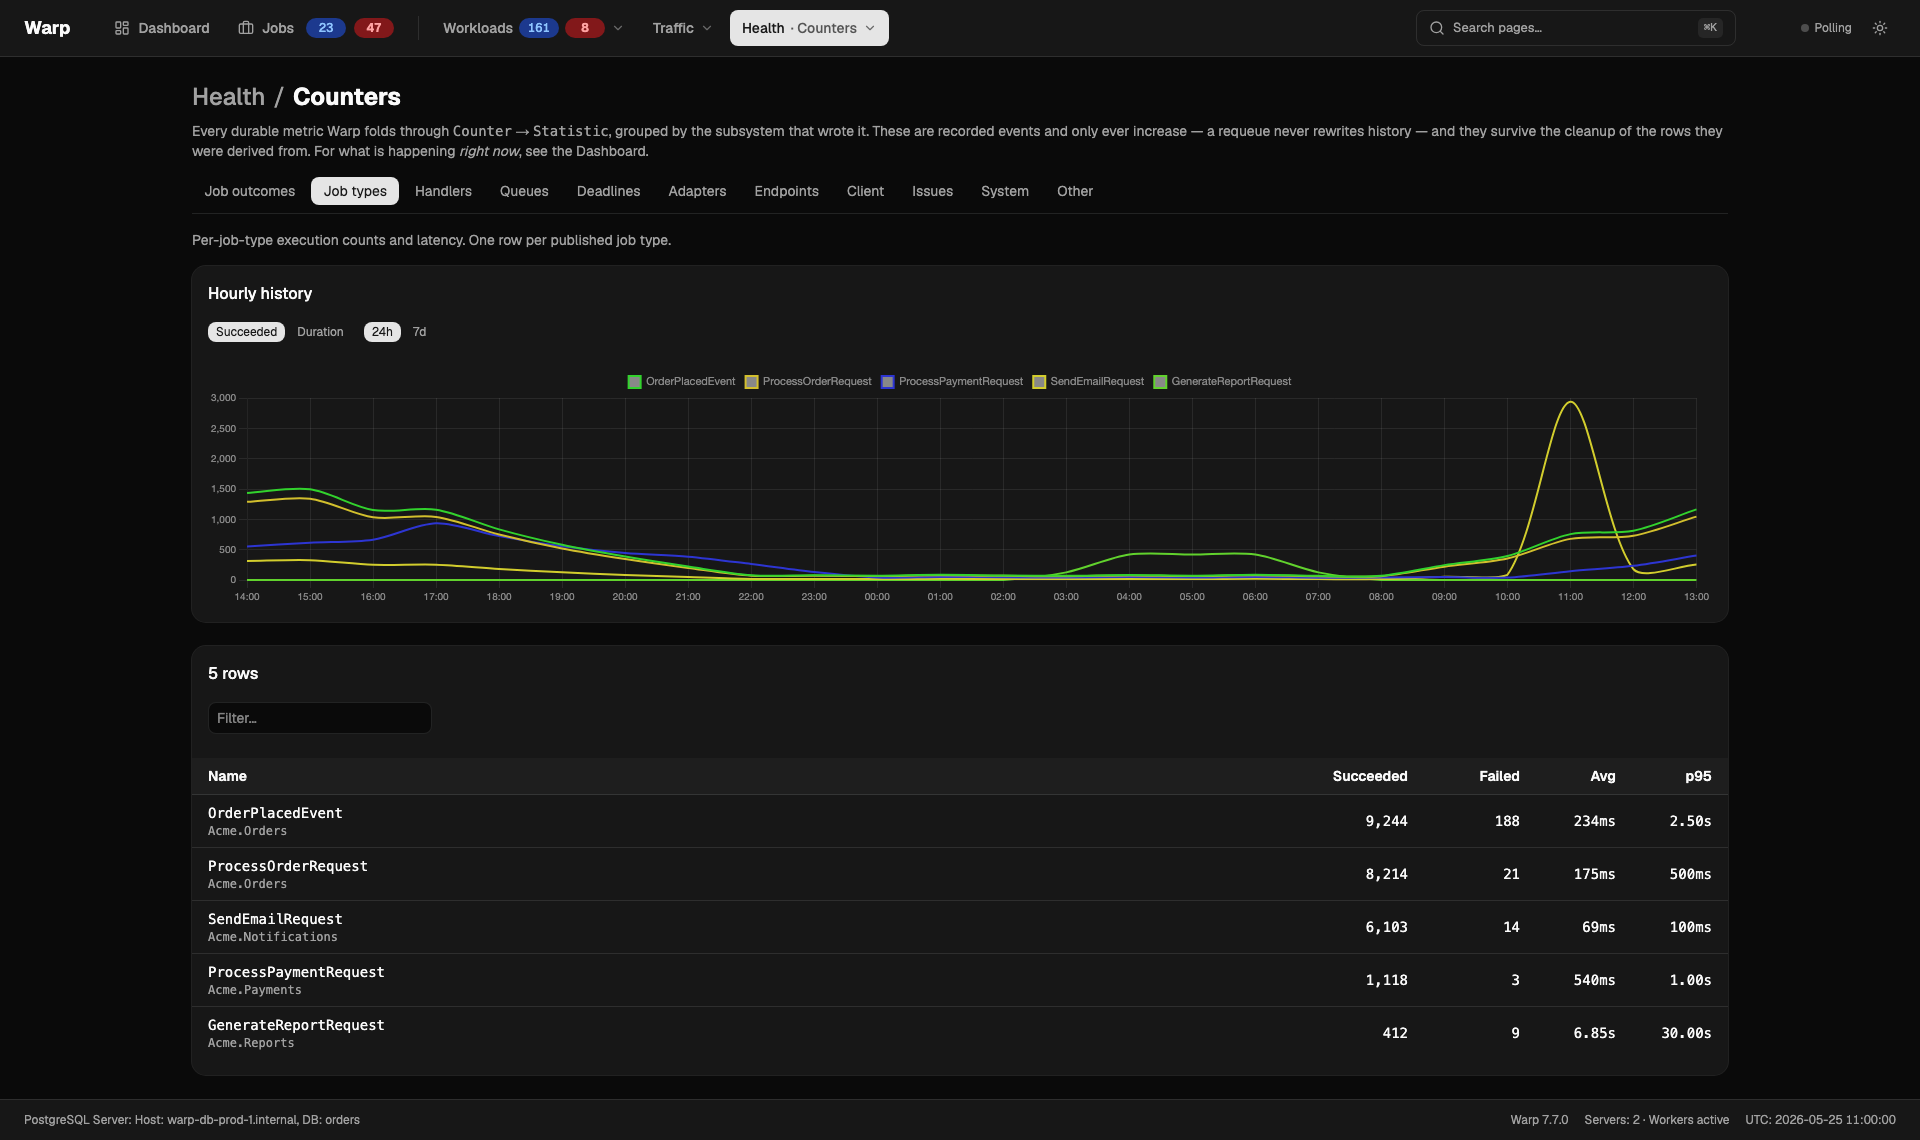 Warp
Dashboard
Jobs 23 47
Workloads 161 8
Traffic
Health · Counters
Search pages...
⌘K
Polling
Health / Counters
Every durable metric Warp folds through Counter → Statistic, grouped by the subsystem that wrote it. These are recorded events and only ever increase — a requeue never rewrites history — and they survive the cleanup of the rows they
were derived from. For what is happening right now, see the Dashboard.
Job outcomes Job types Handlers Queues Deadlines Adapters Endpoints Client Issues System Other
Per-job-type execution counts and latency. One row per published job type.
Hourly history
Succeeded Duration 24h 7d
OrderPlacedEvent ProcessOrderRequest ProcessPaymentRequest SendEmailRequest GenerateReportRequest
3,000
2,500
2,000
1,500
1,000
500
0
14:00 15:00 16:00 17:00 18:00 19:00 20:00 21:00 22:00 23:00 00:00 01:00 02:00 03:00 04:00 05:00 06:00 07:00 08:00 09:00 10:00 11:00 12:00 13:00
5 rows
Filter...
Name Succeeded Failed Avg p95
OrderPlacedEvent
Acme.Orders
9,244 188 234ms 2.50s
ProcessOrderRequest
Acme.Orders
8,214 21 175ms 500ms
SendEmailRequest
Acme.Notifications
6,103 14 69ms 100ms
ProcessPaymentRequest
Acme.Payments
1,118 3 540ms 1.00s
GenerateReportRequest
Acme.Reports
412 9 6.85s 30.00s
PostgreSQL Server: Host: warp-db-prod-1.internal, DB: orders
Warp 7.7.0 Servers: 2 · Workers active UTC: 2026-05-25 11:00:00